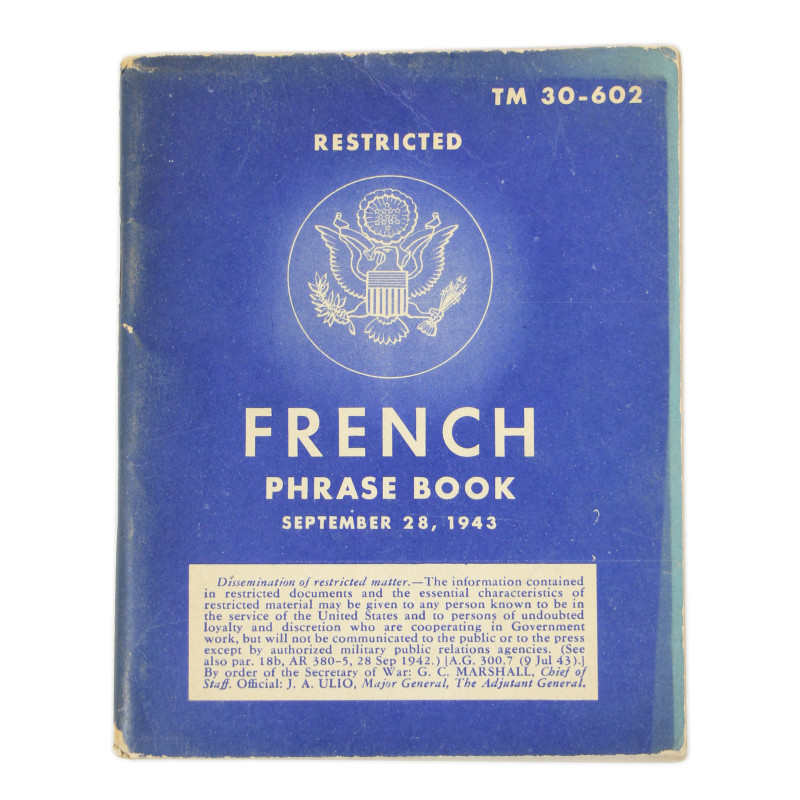 TM 30-602
RESTRICTED
FRENCH
PHRASE BOOK
SEPTEMBER 28, 1943
Dissemination of restricted matter.—The information contained
in restricted documents and the essential characteristics of
restricted material may be given to any person known to be in
the service of the United States and to persons of undoubted
loyalty and discretion who are cooperating in Government
work, but will not be communicated to the public or to the press
except by authorized military public relations agencies. (See
also par. 18b, AR 380-5, 28 Sep 1942.) [A.G. 300.7 (9 Jul 43).]
By order of the Secretary of War: G. C. MARSHALL, Chief of
Staff. Official: J. A. ULIO, Major General, The Adjutant General.